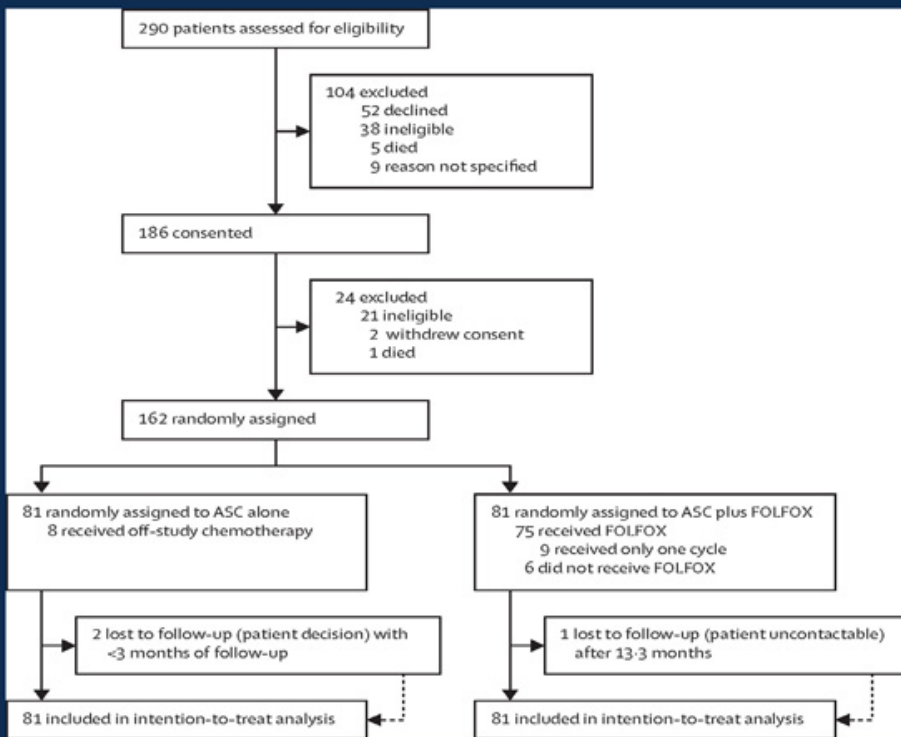 290 patients assessed for eligibility
104 excluded
52 declined
38 ineligible
5 died
9 reason not specified
186 consented
24 excluded
21 ineligible
2 withdrew consent
1 died
162 randomly assigned
81 randomly assigned to ASC alone
8 received off-study chemotherapy
81 randomly assigned to ASC plus FOLFOX
75 received FOLFOX
9 received only one cycle
6 did not receive FOLFOX
2 lost to follow-up (patient decision) with
<3 months of follow-up
1 lost to follow-up (patient uncontactable)
after 13·3 months
81 included in intention-to-treat analysis
81 included in intention-to-treat analysis